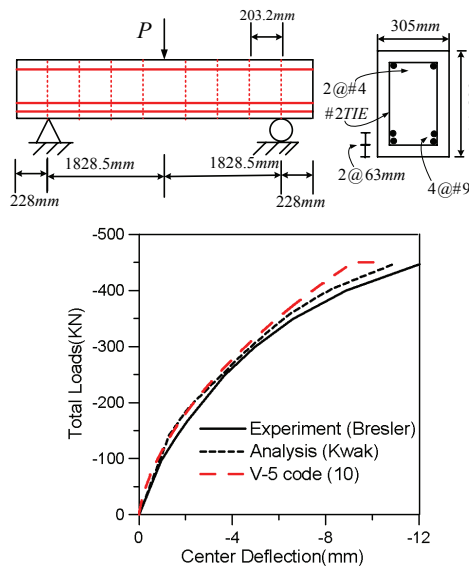 P
203.2mm
305mm
2@#4
#2TIE
2@63mm
4@#9
1828.5mm
1828.5mm
228mm
228mm
-500
-400
-300
-200
-100
0
Total Loads(KN)
Experiment (Bresler)
Analysis (Kwak)
V-5 code (10)
0
-4
-8
-12
Center Deflection(mm)